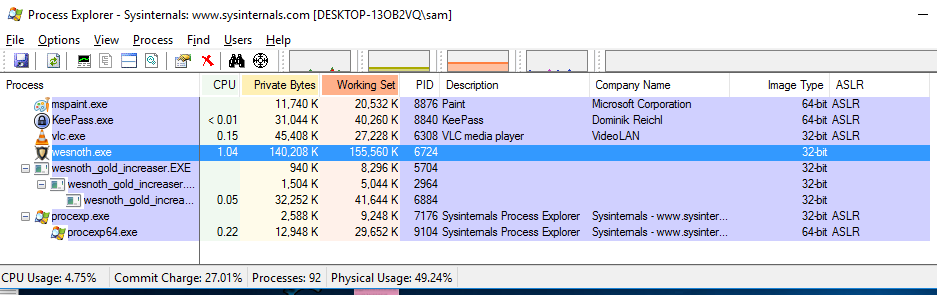 Process Explorer - Sysinternals: www.sysinternals.com [DESKTOP-13OB2VQ\sam]
File Options View Process Find Users Help
Process CPU Private Bytes Working Set PID Description Company Name Image Type ASLR
mspaint.exe 11,740 K 20,532 K 8876 Paint Microsoft Corporation 64-bit ASLR
KeePass.exe < 0.01 31,044 K 40,260 K 8840 KeePass Dominik Reichl 64-bit ASLR
vlc.exe 0.15 45,408 K 27,228 K 6308 VLC media player VideoLAN 32-bit ASLR
wesnoth.exe 1.04 140,208 K 155,560 K 6724 32-bit
wesnoth_gold_increaser.EXE 940 K 8,296 K 5704 32-bit
wesnoth_gold_increaser.... 1,504 K 5,044 K 2964 32-bit
wesnoth_gold_increa... 0.05 32,252 K 41,644 K 6884 32-bit
procexp.exe 2,588 K 9,248 K 7176 Sysinternals Process Explorer Sysinternals - www.sysinter... 32-bit ASLR
procexp64.exe 0.22 12,948 K 29,652 K 9104 Sysinternals Process Explorer Sysinternals - www.sysinter... 64-bit ASLR
CPU Usage: 4.75% Commit Charge: 27.01% Processes: 92 Physical Usage: 49.24%